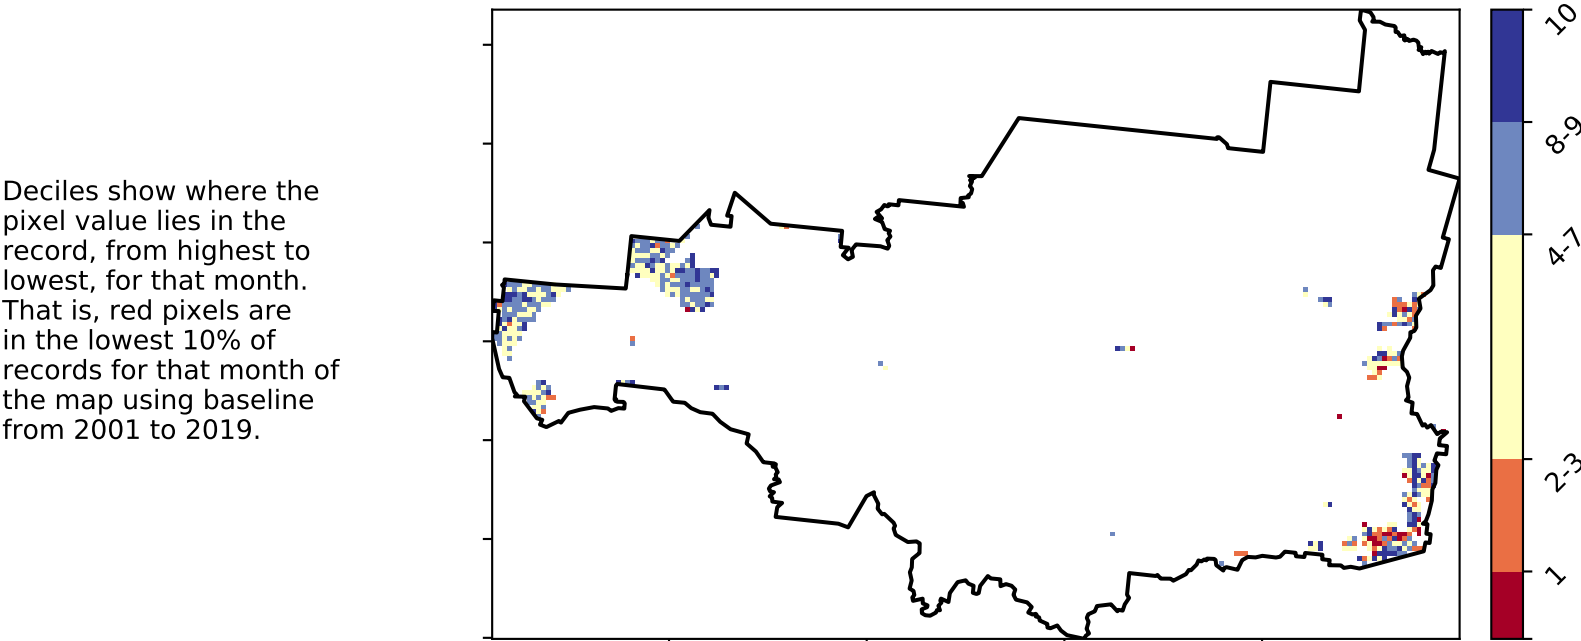 Deciles show where the
pixel value lies in the
record, from highest to
lowest, for that month.
That is, red pixels are
in the lowest 10% of
records for that month of
the map using baseline
from 2001 to 2019.
10
8-9
4-7
2-3
1